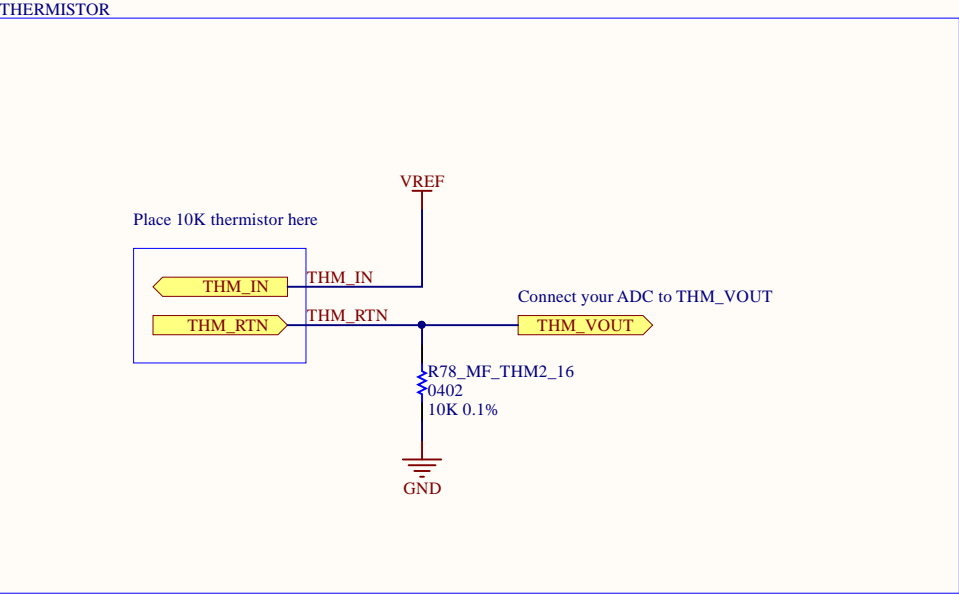 THERMISTOR
VREF
Place 10K thermistor here
THM_IN
THM_IN
Connect your ADC to THM_VOUT
THM_RTN
THM_RTN
THM_VOUT
R78_MF_THM2_16
0402
10K 0.1%
GND